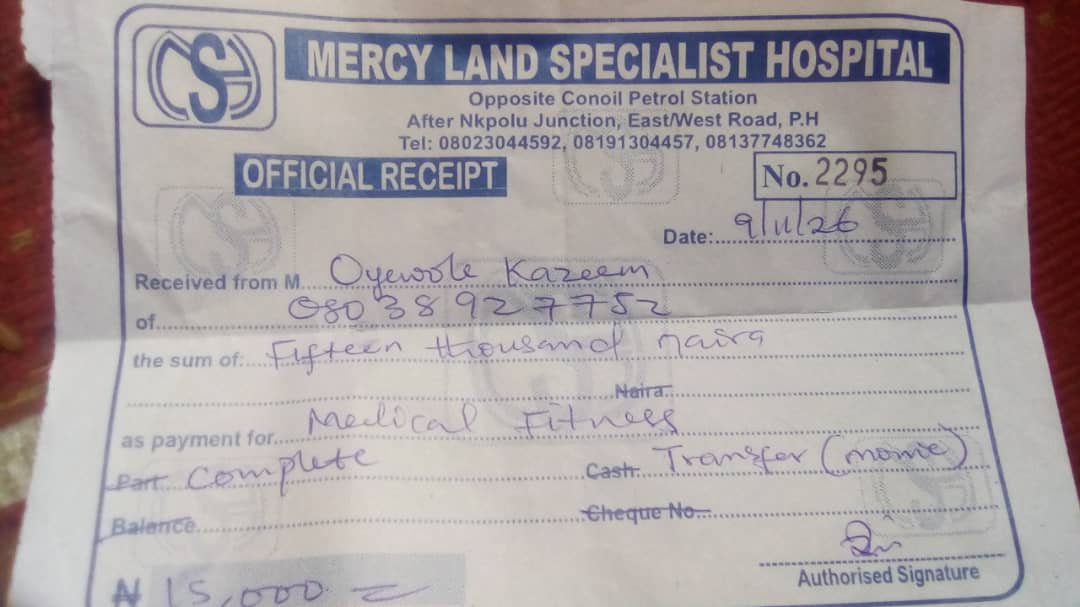 CSH
MERCY LAND SPECIALIST HOSPITAL
Opposite Conoil Petrol Station
After Nkpolu Junction, East/West Road, P.H
Tel: 08023044592, 08191304457, 08137748362
OFFICIAL RECEIPT
No. 2295
Date: 9/11/26
Received from M Oyewole Kazeem
of 08038927752
the sum of: Fifteen thousand naira
Naira
as payment for Medical Fitness
Part Complete Cash Transfer (momie)
Balance Cheque No
Authorised Signature
₦ 15,000 =